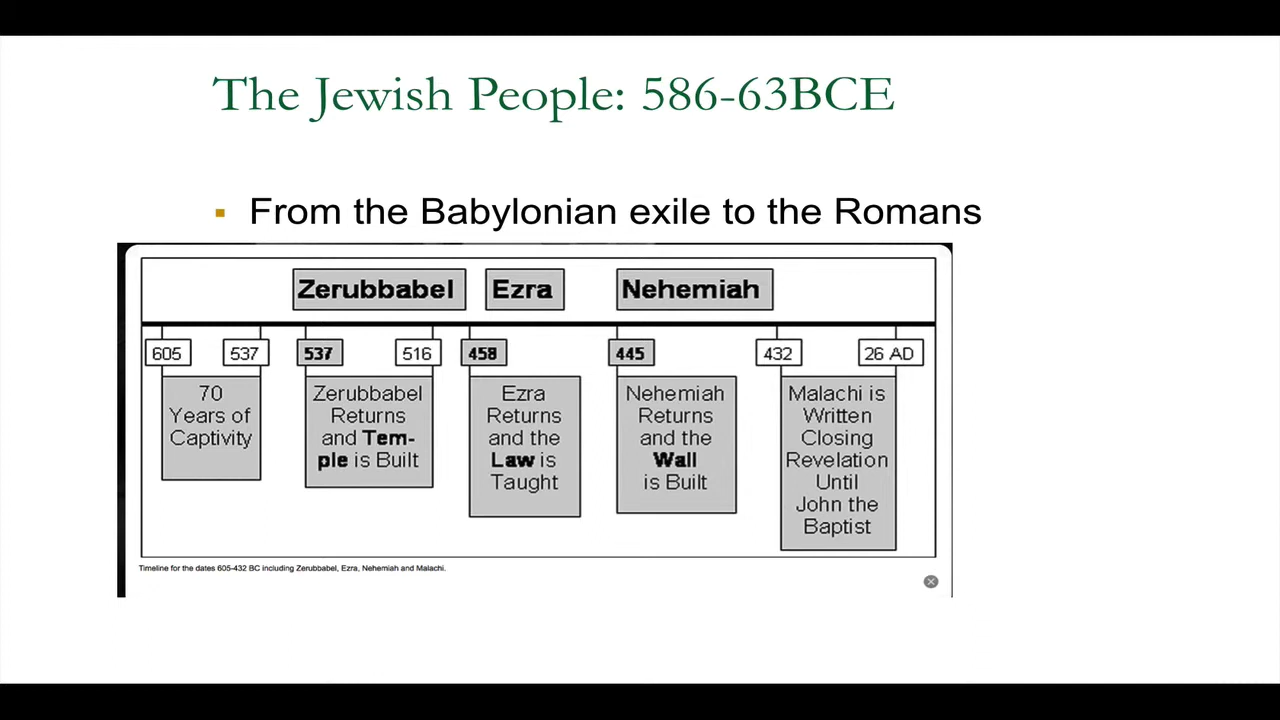 The Jewish People: 586-63BCE
▪ From the Babylonian exile to the Romans
Zerubbabel Ezra Nehemiah
605 537 537 516 458 445 432 26 AD
70
Years of
Captivity
Zerubbabel
Returns
and Tem-
ple is Built
Ezra
Returns
and the
Law is
Taught
Nehemiah
Returns
and the
Wall
is Built
Malachi is
Written
Closing
Revelation
Until
John the
Baptist
Timeline for the dates 605-432 BC including Zerubbabel, Ezra, Nehemiah and Malachi.